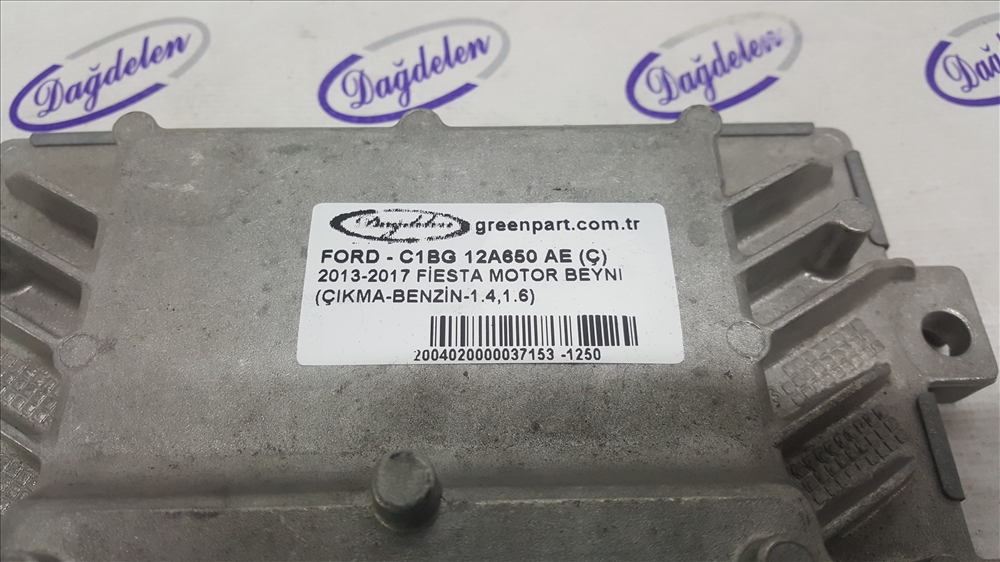 Dağdelen
Dağdelen
Dağdelen
greenpart.com.tr
FORD - C1BG 12A650 AE (Ç)
2013-2017 FİESTA MOTOR BEYNİ
(ÇIKMA-BENZİN-1.4,1.6)
2004020000037153 -1250